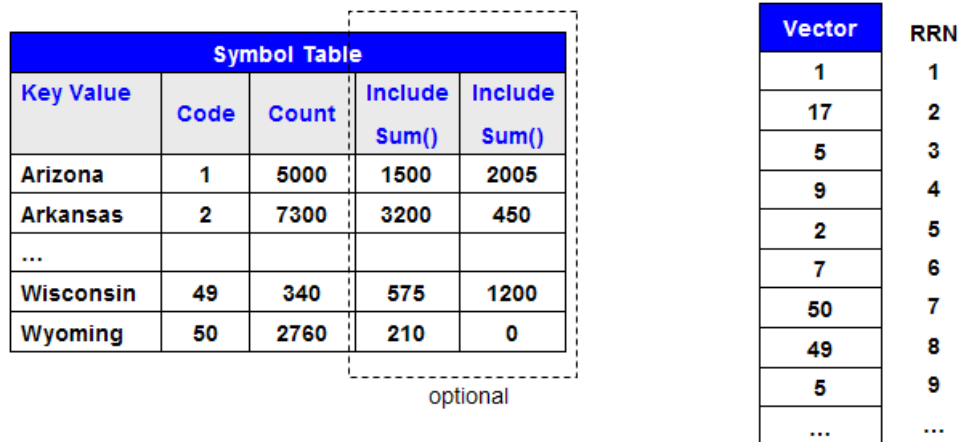 Symbol Table
Key Value Code Count Include Sum() Include Sum()
Arizona 1 5000 1500 2005
Arkansas 2 7300 3200 450
...
Wisconsin 49 340 575 1200
Wyoming 50 2760 210 0
optional
Vector RRN
1 1
17 2
5 3
9 4
2 5
7 6
50 7
49 8
5 9
... ...